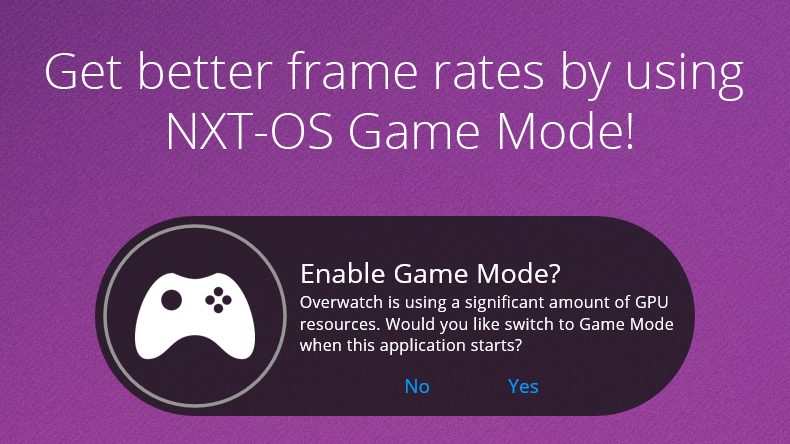 Get better frame rates by using
NXT-OS Game Mode!
Enable Game Mode?
Overwatch is using a significant amount of GPU
resources. Would you like switch to Game Mode
when this application starts?
No Yes